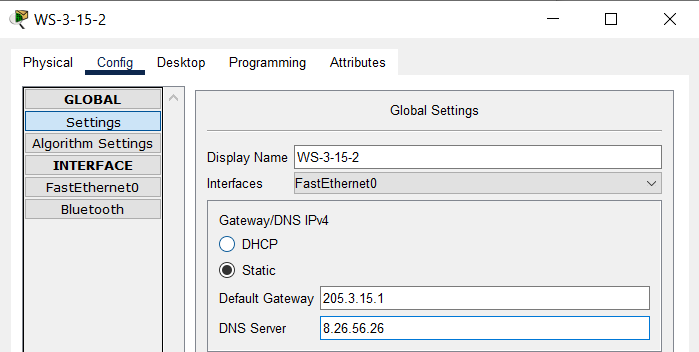 WS-3-15-2
Physical Config Desktop Programming Attributes
GLOBAL
Settings
Algorithm Settings
INTERFACE
FastEthernet0
Bluetooth
Global Settings
Display Name WS-3-15-2
Interfaces FastEthernet0
Gateway/DNS IPv4
DHCP
Static
Default Gateway 205.3.15.1
DNS Server 8.26.56.26